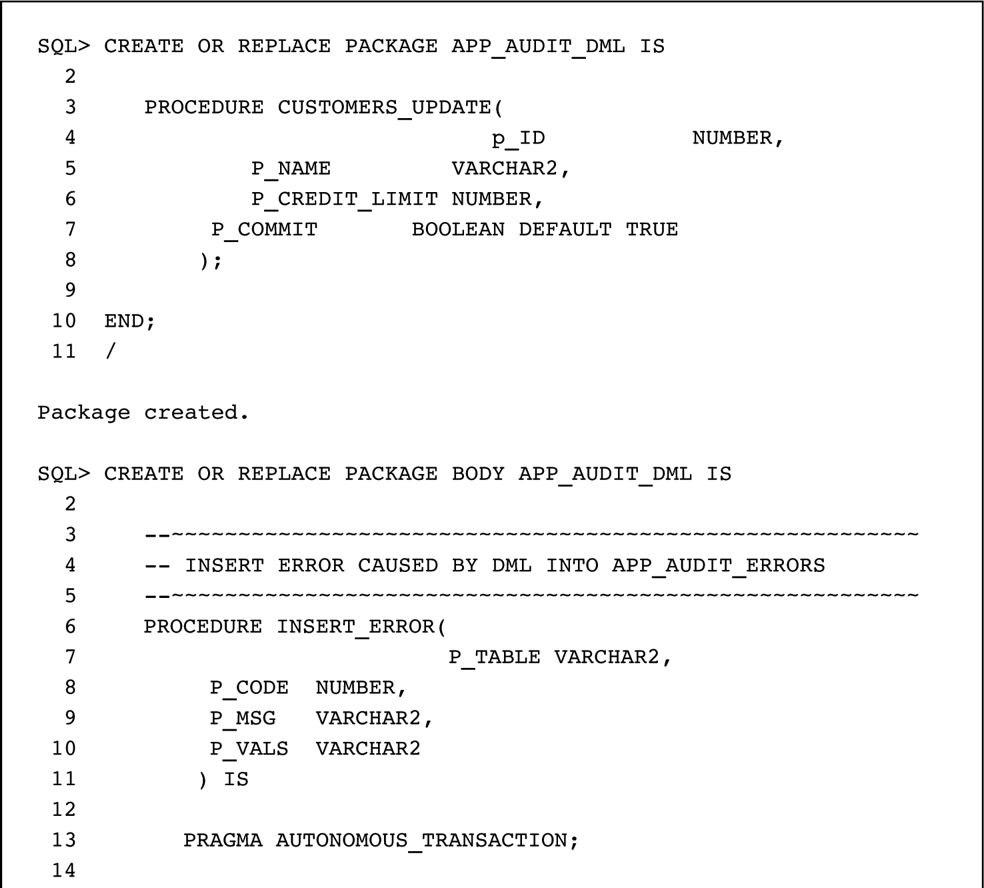 SQL> CREATE OR REPLACE PACKAGE APP_AUDIT_DML IS
2
3 PROCEDURE CUSTOMERS_UPDATE(
4 p_ID NUMBER,
5 P_NAME VARCHAR2,
6 P_CREDIT_LIMIT NUMBER,
7 P_COMMIT BOOLEAN DEFAULT TRUE
8 );
9
10 END;
11 /
Package created.
SQL> CREATE OR REPLACE PACKAGE BODY APP_AUDIT_DML IS
2
3 --~~~~~~~~~~~~~~~~~~~~~~~~~~~~~~~~~~~~~~~~~~~~~~~~~~~~~~~~
4 -- INSERT ERROR CAUSED BY DML INTO APP_AUDIT_ERRORS
5 --~~~~~~~~~~~~~~~~~~~~~~~~~~~~~~~~~~~~~~~~~~~~~~~~~~~~~~~~
6 PROCEDURE INSERT_ERROR(
7 P_TABLE VARCHAR2,
8 P_CODE NUMBER,
9 P_MSG VARCHAR2,
10 P_VALS VARCHAR2
11 ) IS
12
13 PRAGMA AUTONOMOUS_TRANSACTION;
14